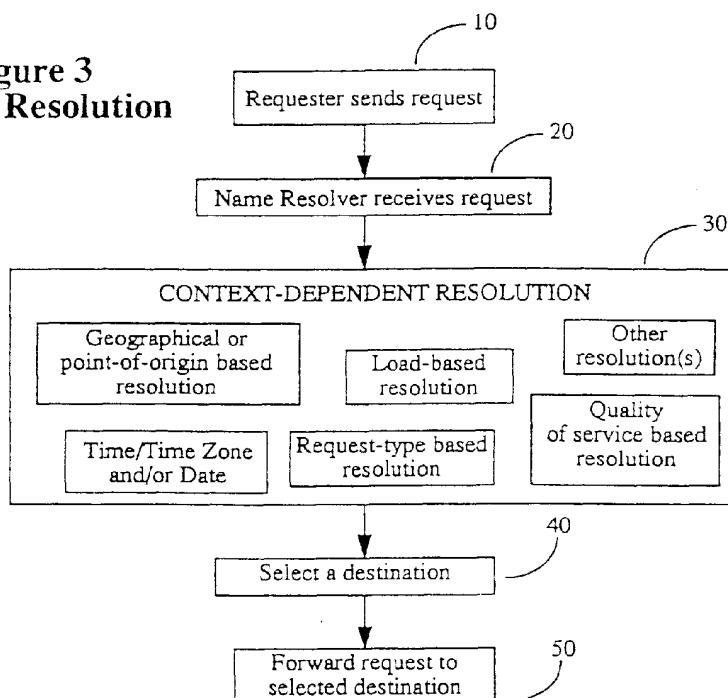 gure 3
Resolution
10
Requester sends request
20
Name Resolver receives request
30
CONTEXT-DEPENDENT RESOLUTION
Geographical or
point-of-origin based
resolution
Load-based
resolution
Other
resolution(s)
Time/Time Zone
and/or Date
Request-type based
resolution
Quality
of service based
resolution
40
Select a destination
50
Forward request to
selected destination